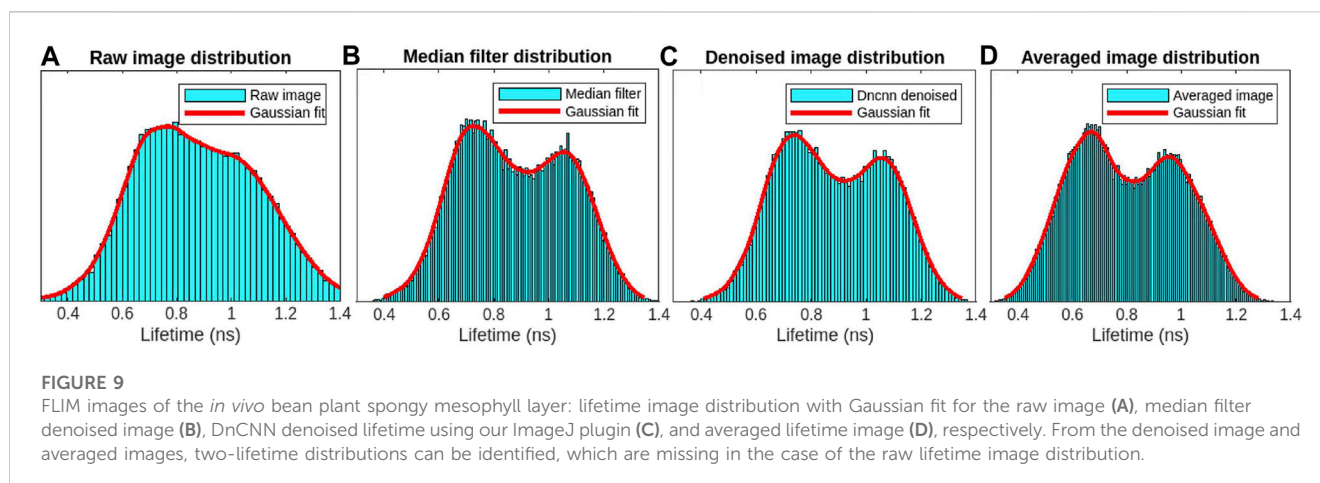 A Raw image distribution
Raw image
Gaussian fit
0.4 0.6 0.8 1 1.2 1.4
Lifetime (ns)
B Median filter distribution
Median filter
Gaussian fit
0.4 0.6 0.8 1 1.2 1.4
Lifetime (ns)
C Denoised image distribution
Dncnn denoised
Gaussian fit
0.4 0.6 0.8 1 1.2 1.4
Lifetime (ns)
D Averaged image distribution
Averaged image
Gaussian fit
0.4 0.6 0.8 1 1.2 1.4
Lifetime (ns)
FIGURE 9
FLIM images of the in vivo bean plant spongy mesophyll layer: lifetime image distribution with Gaussian fit for the raw image (A), median filter
denoised image (B), DnCNN denoised lifetime using our ImageJ plugin (C), and averaged lifetime image (D), respectively. From the denoised image and
averaged images, two-lifetime distributions can be identified, which are missing in the case of the raw lifetime image distribution.